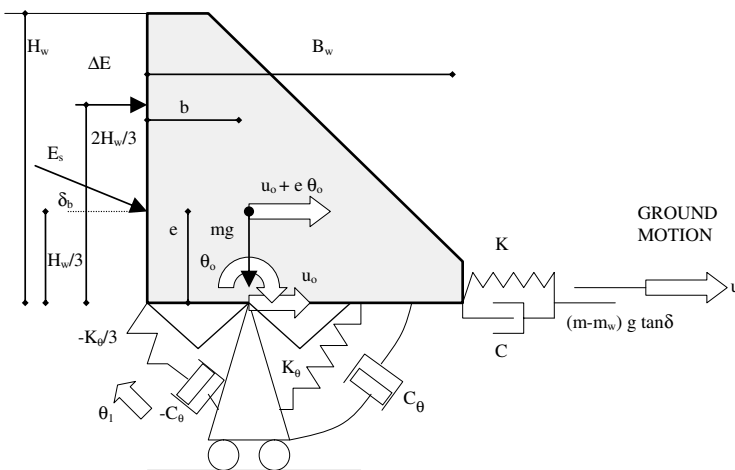 H_w
ΔE
B_w
b
2H_w/3
E_s
δ_b
u_o + e θ_o
GROUND
MOTION
e
mg
K
H_w/3
θ_o
u_o
u
(m-m_w) g tanδ
-K_θ/3
C
K_θ
θ_1
-C_θ
C_θ